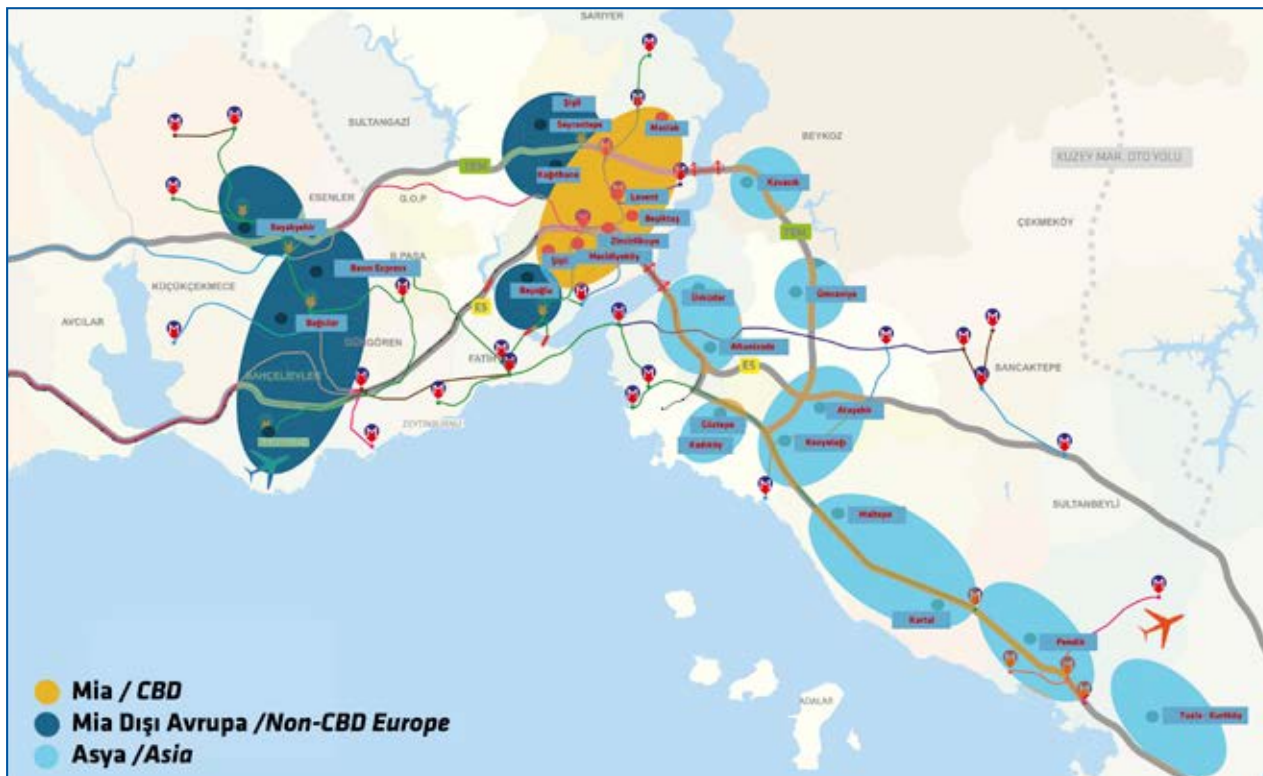 SARIYER
Şişli
Seyrantepe
Maslak
SULTANGAZİ
BEYKOZ
TEM
KUZEY MAR. OTO YOLU
Kağıthane
Kavacık
ESENLER
G.O.P
Levent
Beşiktaş
ÇEKMEKÖY
Başakşehir
TEM
Zincirlikuyu
B.PAŞA
Mecidiyeköy
Basın Express
Şişli
KÜÇÜKÇEKMECE
Beyoğlu
Üsküdar
Ümraniye
E5
AVCILAR
Bağcılar
GÜNGÖREN
FATİH
Altunizade
E5
SANCAKTEPE
BAHÇELİEVLER
Ataşehir
Göztepe
ZEYTİNBURNU
Kadıköy
Kozyatağı
SULTANBEYLİ
Maltepe
Kartal
Pendik
Mia / CBD
ADALAR
Tuzla - Kurtköy
Mia Dışı Avrupa /Non-CBD Europe
Asya /Asia